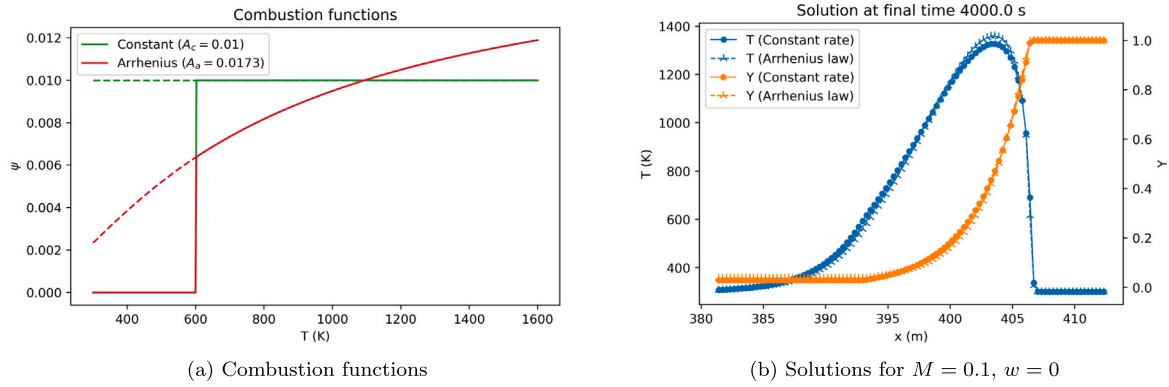 Combustion functions
Constant (A_c = 0.01)
Arrhenius (A_a = 0.0173)
0.012
0.010
0.008
0.006
0.004
0.002
0.000
ψ
400 600 800 1000 1200 1400 1600
T (K)
(a) Combustion functions
Solution at final time 4000.0 s
T (Constant rate)
T (Arrhenius law)
Y (Constant rate)
Y (Arrhenius law)
1400
1200
1000
800
600
400
T (K)
1.0
0.8
0.6
0.4
0.2
0.0
Y
380 385 390 395 400 405 410
x (m)
(b) Solutions for M = 0.1, w = 0